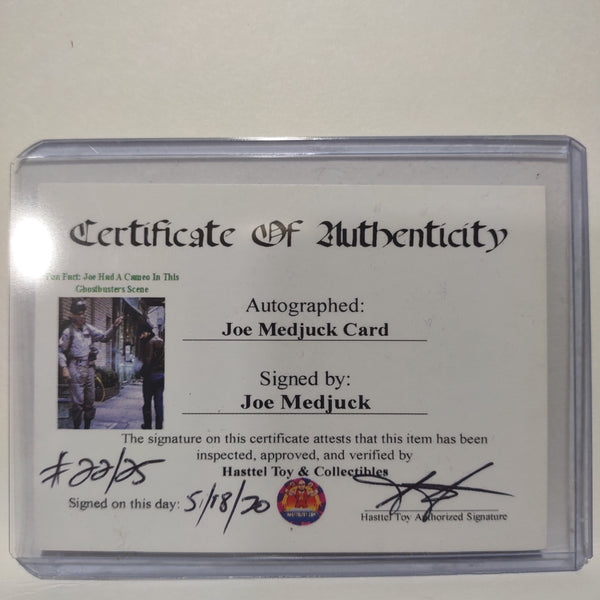 Certificate Of Authenticity
Fun Fact: Joe Had A Cameo In This
Ghostbusters Scene
Autographed:
Joe Medjuck Card
Signed by:
Joe Medjuck
The signature on this certificate attests that this item has been
inspected, approved, and verified by
Hasttel Toy & Collectibles
#22/25
Signed on this day: 5/18/20
Hasttel Toy Authorized Signature